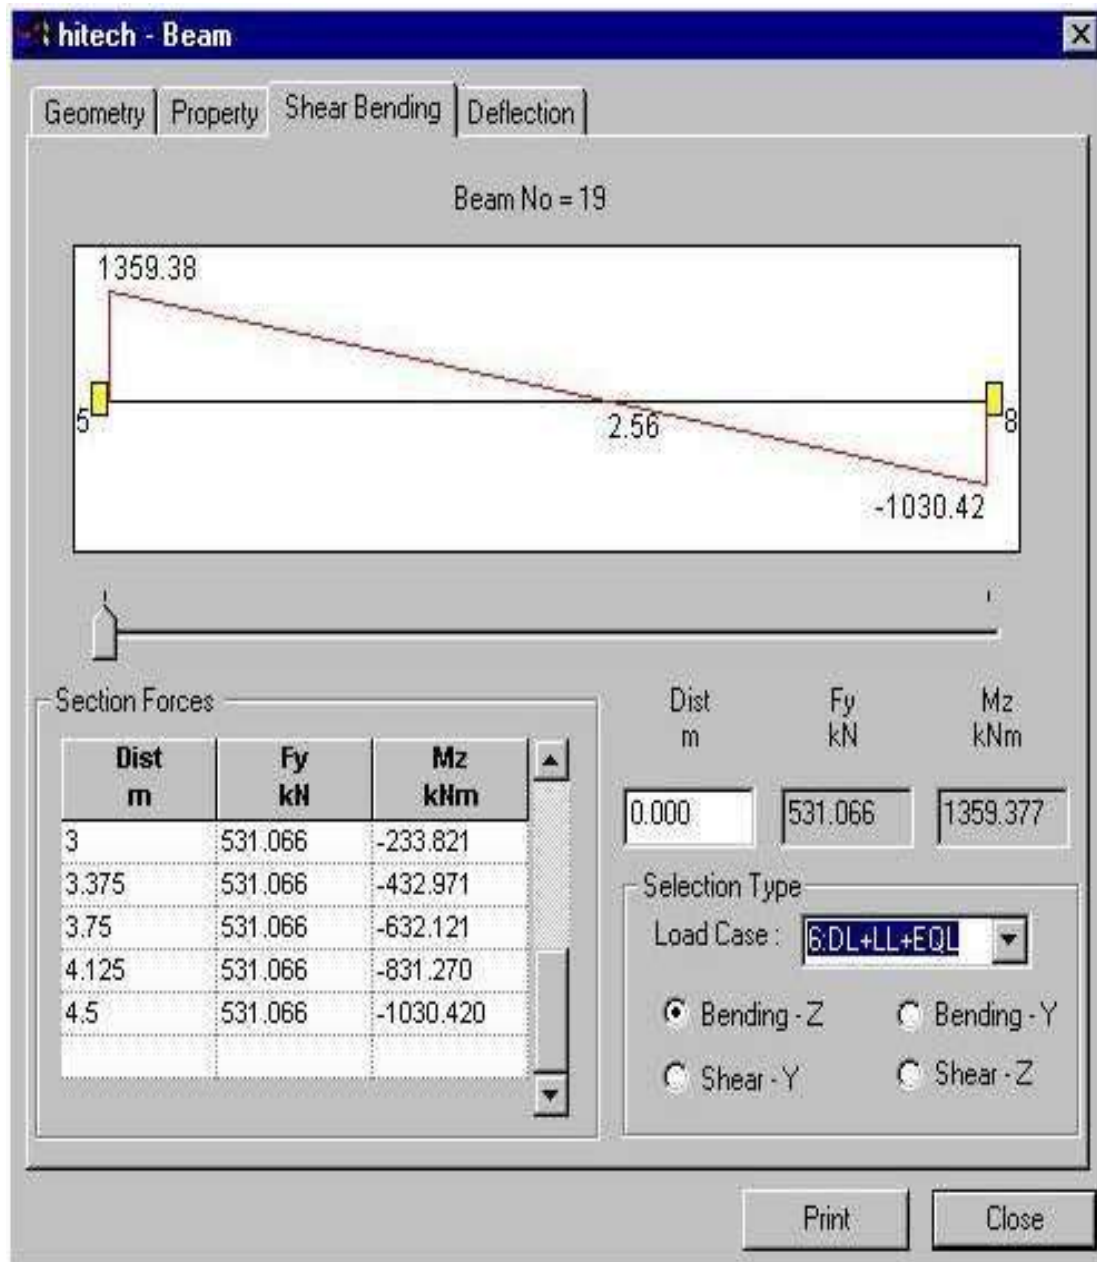 hitech - Beam
Geometry Property Shear Bending Deflection
Beam No = 19
1359.38
5 2.56 8
-1030.42
Section Forces
Dist Fy Mz
m kN kNm
3 531.066 -233.821
3.375 531.066 -432.971
3.75 531.066 -632.121
4.125 531.066 -831.270
4.5 531.066 -1030.420
Dist Fy Mz
m kN kNm
0.000 531.066 1359.377
Selection Type
Load Case : 6:DL+LL+EQL
Bending - Z Bending - Y
Shear - Y Shear - Z
Print Close